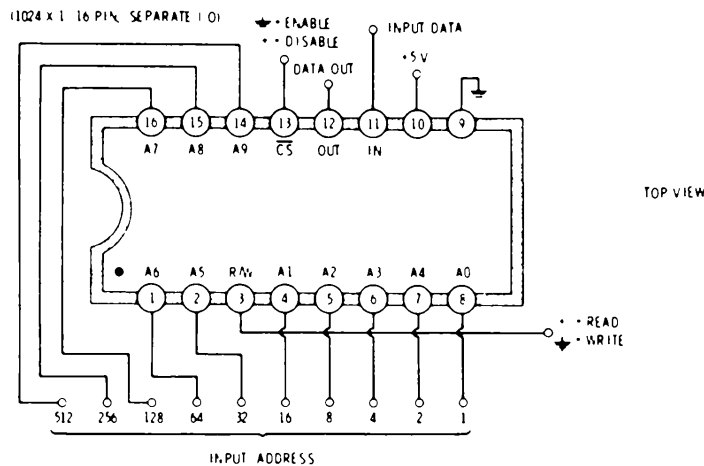 (1024 X 1 16 PIN, SEPARATE I O)
= ENABLE
+ = DISABLE
DATA OUT
INPUT DATA
+5 V
16 15 14 13 12 11 10 9
A7 A8 A9 CS OUT IN
TOP VIEW
A6 A5 R/W A1 A2 A3 A4 A0
1 2 3 4 5 6 7 8
+ = READ
= WRITE
512 256 128 64 32 16 8 4 2 1
INPUT ADDRESS